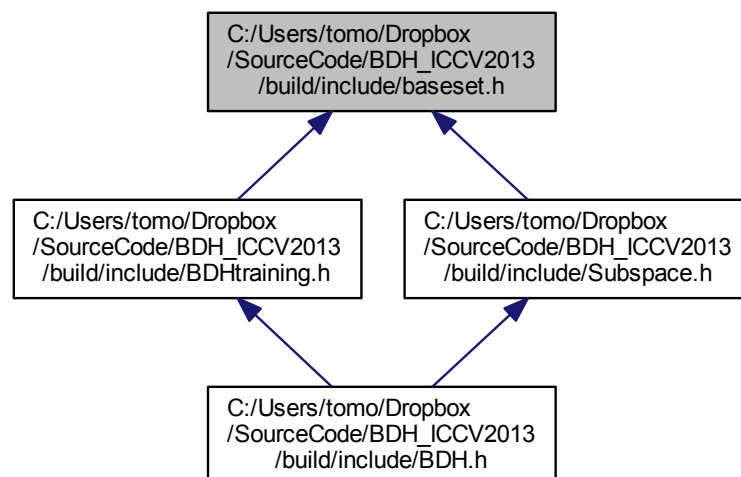 C:/Users/tomo/Dropbox
/SourceCode/BDH_ICCV2013
/build/include/baseset.h
C:/Users/tomo/Dropbox
/SourceCode/BDH_ICCV2013
/build/include/BDHtraining.h
C:/Users/tomo/Dropbox
/SourceCode/BDH_ICCV2013
/build/include/Subspace.h
C:/Users/tomo/Dropbox
/SourceCode/BDH_ICCV2013
/build/include/BDH.h